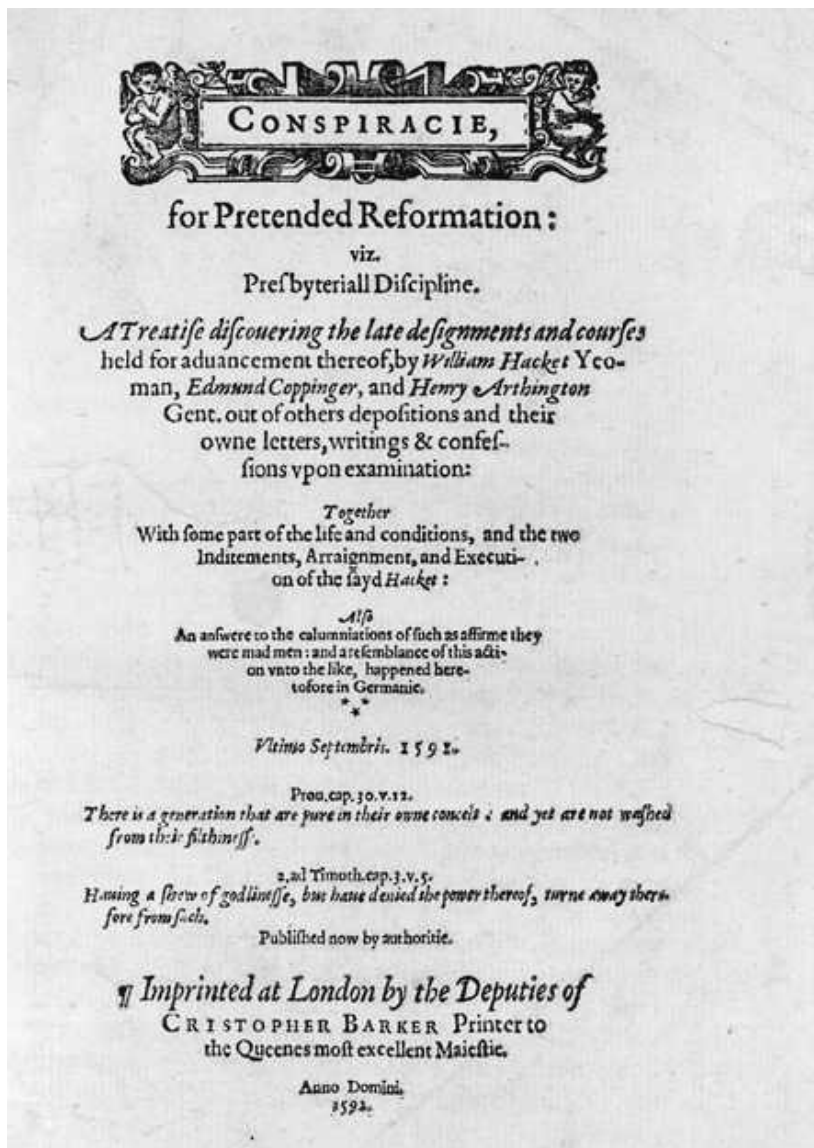 CONSPIRACIE,
for Pretended Reformation:
viz.
Preſbyteriall Diſcipline.
A Treatiſe diſcouering the late deſignments and courſes
held for aduancement thereof, by William Hacket Yeo-
man, Edmund Coppinger, and Henry Arthington
Gent. out of others depoſitions and their
owne letters, writings & confeſ-
ſions vpon examination:
Together
With ſome part of the life and conditions, and the two
Inditements, Arraignment, and Executi-
on of the ſayd Hacket:
Alſo
An anſwere to the calumniations of ſuch as affirme they
were mad men: and a reſemblance of this acti-
on vnto the like, happened here-
tofore in Germanie.
Vltimo Septembris. 1591.
Prou. cap. 30. v. 12.
There is a generation that are pure in their owne conceit: and yet are not waſhed
from their filthineſſ.
2. ad Timoth. cap. 3. v. 5.
Hauing a ſhew of godlineſſe, but haue denied the power thereof, turne away there-
fore from ſuch.
Publiſhed now by authoritie.
¶ Imprinted at London by the Deputies of
CRISTOPHER BARKER Printer to
the Queenes moſt excellent Maieſtie.
Anno Domini.
1592.